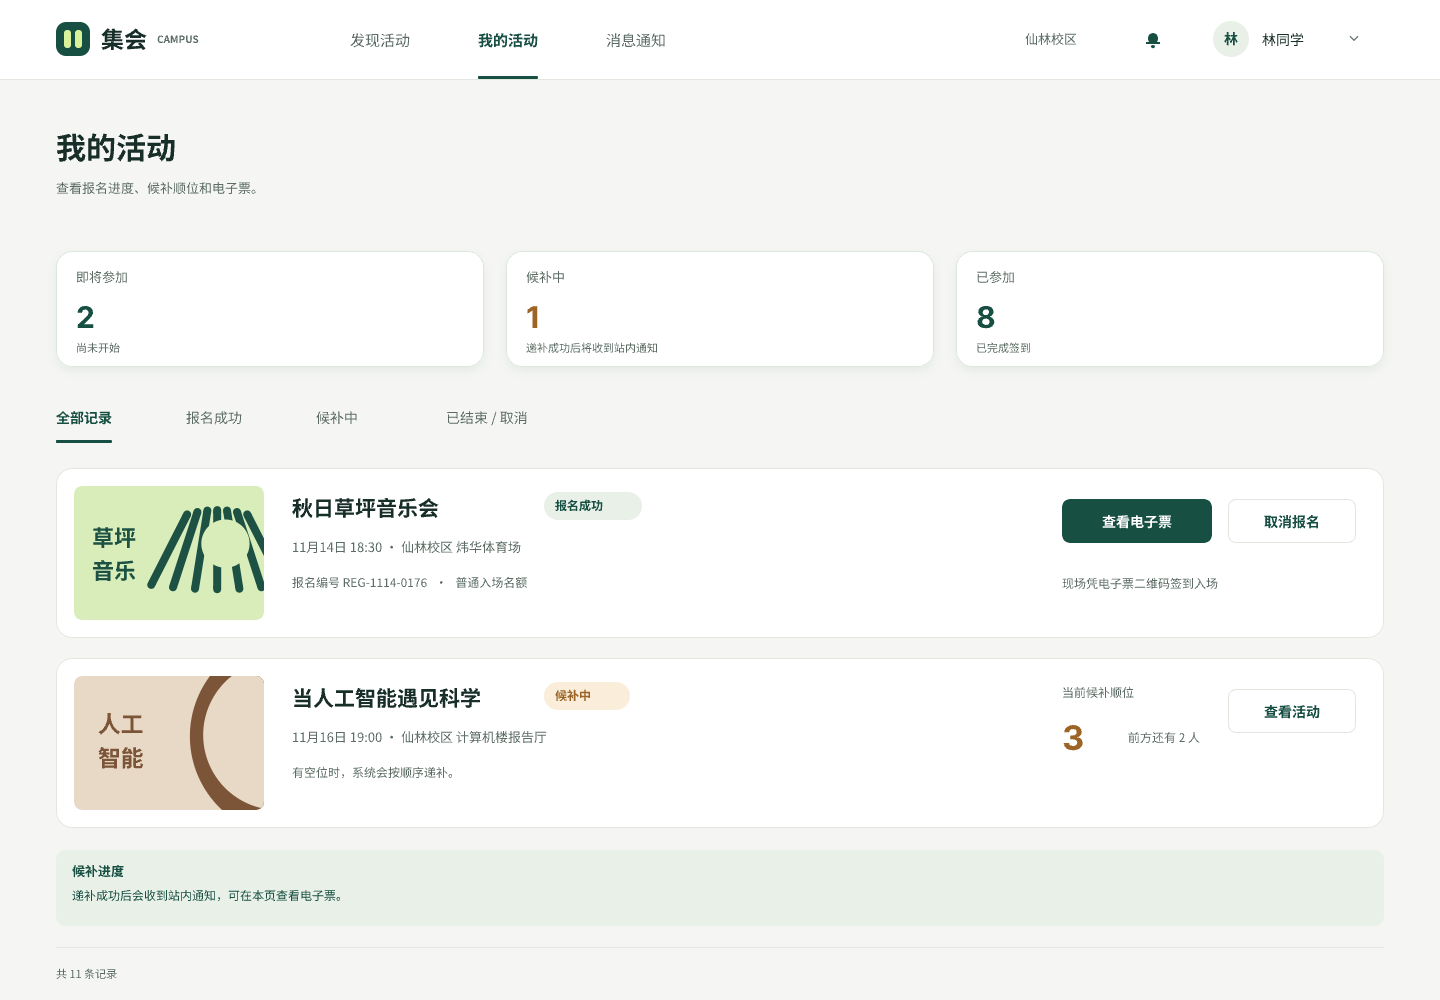 集会 CAMPUS
发现活动
我的活动
消息通知
仙林校区
林
林同学
我的活动
查看报名进度、候补顺位和电子票。
即将参加
2
尚未开始
候补中
1
递补成功后将收到站内通知
已参加
8
已完成签到
全部记录
报名成功
候补中
已结束 / 取消
草坪
音乐
秋日草坪音乐会
报名成功
11月14日 18:30 • 仙林校区 炜华体育场
报名编号 REG-1114-0176 • 普通入场名额
查看电子票
取消报名
现场凭电子票二维码签到入场
人工
智能
当人工智能遇见科学
候补中
11月16日 19:00 • 仙林校区 计算机楼报告厅
有空位时，系统会按顺序递补。
当前候补顺位
3
前方还有 2 人
查看活动
候补进度
递补成功后会收到站内通知，可在本页查看电子票。
共 11 条记录